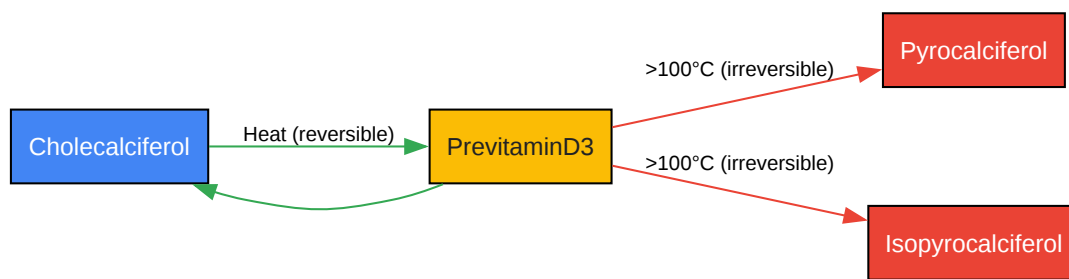 Pyrocalciferol
>100°C (irreversible)
Heat (reversible)
Cholecalciferol
PrevitaminD3
>100°C (irreversible)
Isopyrocalciferol